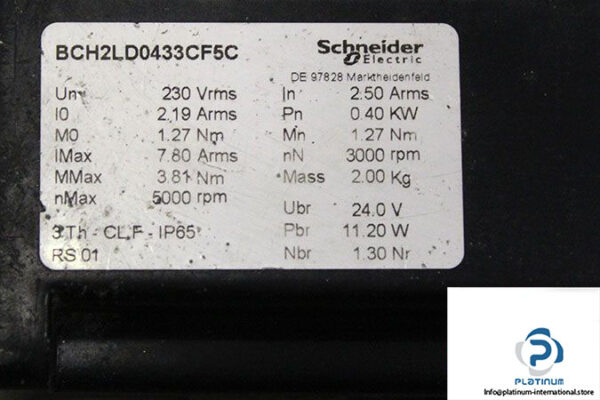 BCH2LD0433CF5C
Schneider
Electric
DE 97828 Marktheidenfeld
Un 230 Vrms In 2.50 Arms
I0 2.19 Arms Pn 0.40 KW
M0 1.27 Nm Mn 1.27 Nm
IMax 7.80 Arms nN 3000 rpm
MMax 3.81 Nm Mass 2.00 Kg
nMax 5000 rpm Ubr 24.0 V
3Th - CL.F - IP65 Pbr 11.20 W
RS 01 Nbr 1.30 Nr
PLATINUM
Info@platinum-international.store